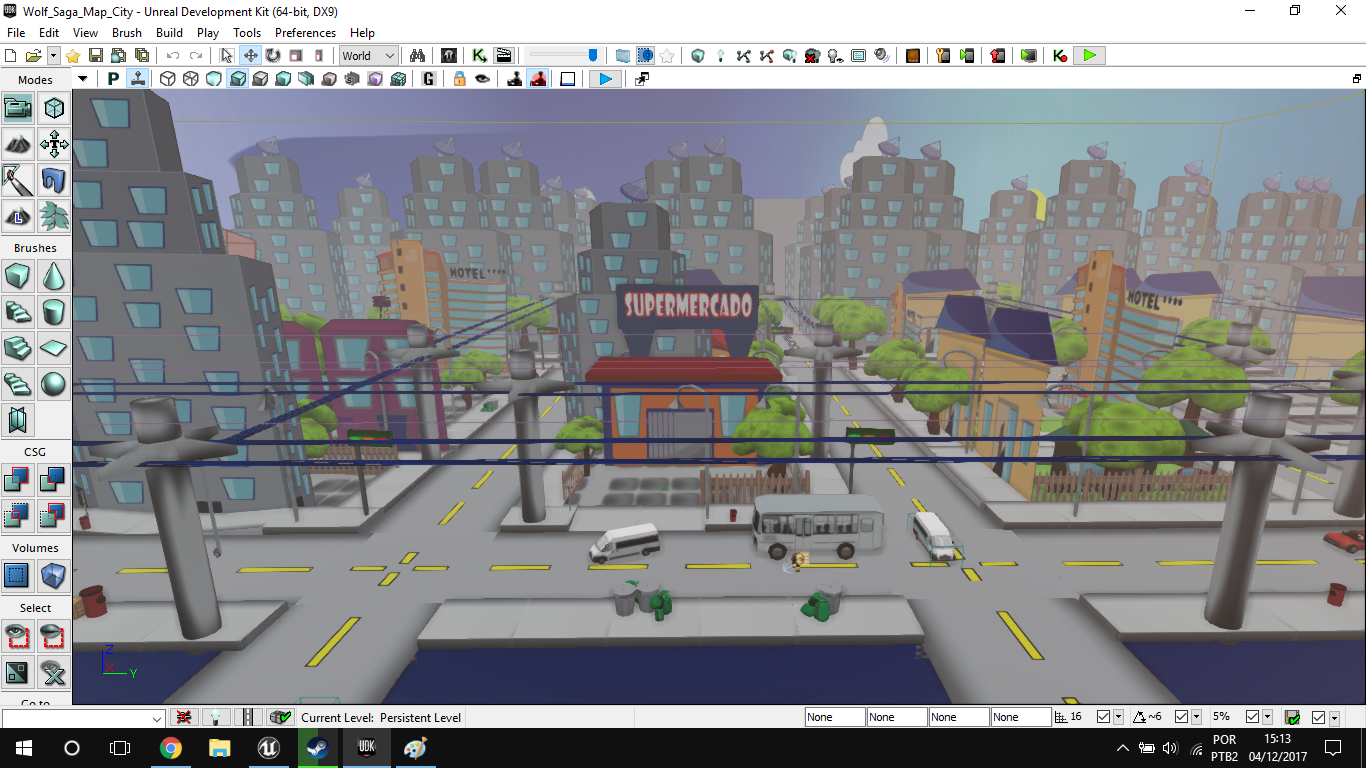 Wolf_Saga_Map_City - Unreal Development Kit (64-bit, DX9)
File Edit View Brush Build Play Tools Preferences Help
World
Modes
P G
HOTEL ****
HOTEL ****
SUPERMERCADO
Brushes
CSG
Volumes
Select
Z
X Y
Go to
Current Level: Persistent Level None None None None 16 ~6 5%
UDK
POR
PTB2
15:13
04/12/2017